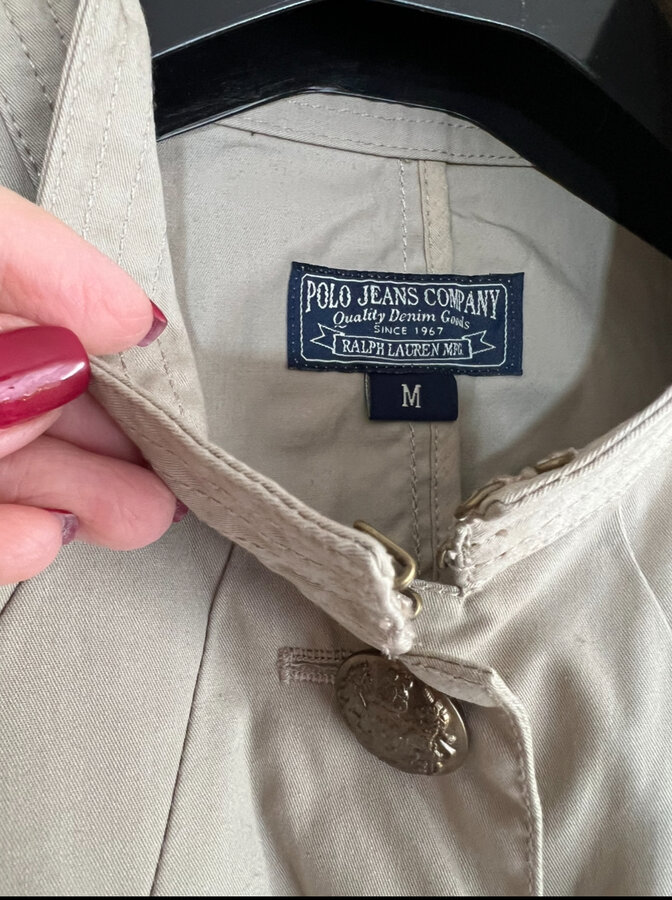 POLO JEANS COMPANY
Quality Denim Goods
SINCE 1967
RALPH LAUREN MFG.
M